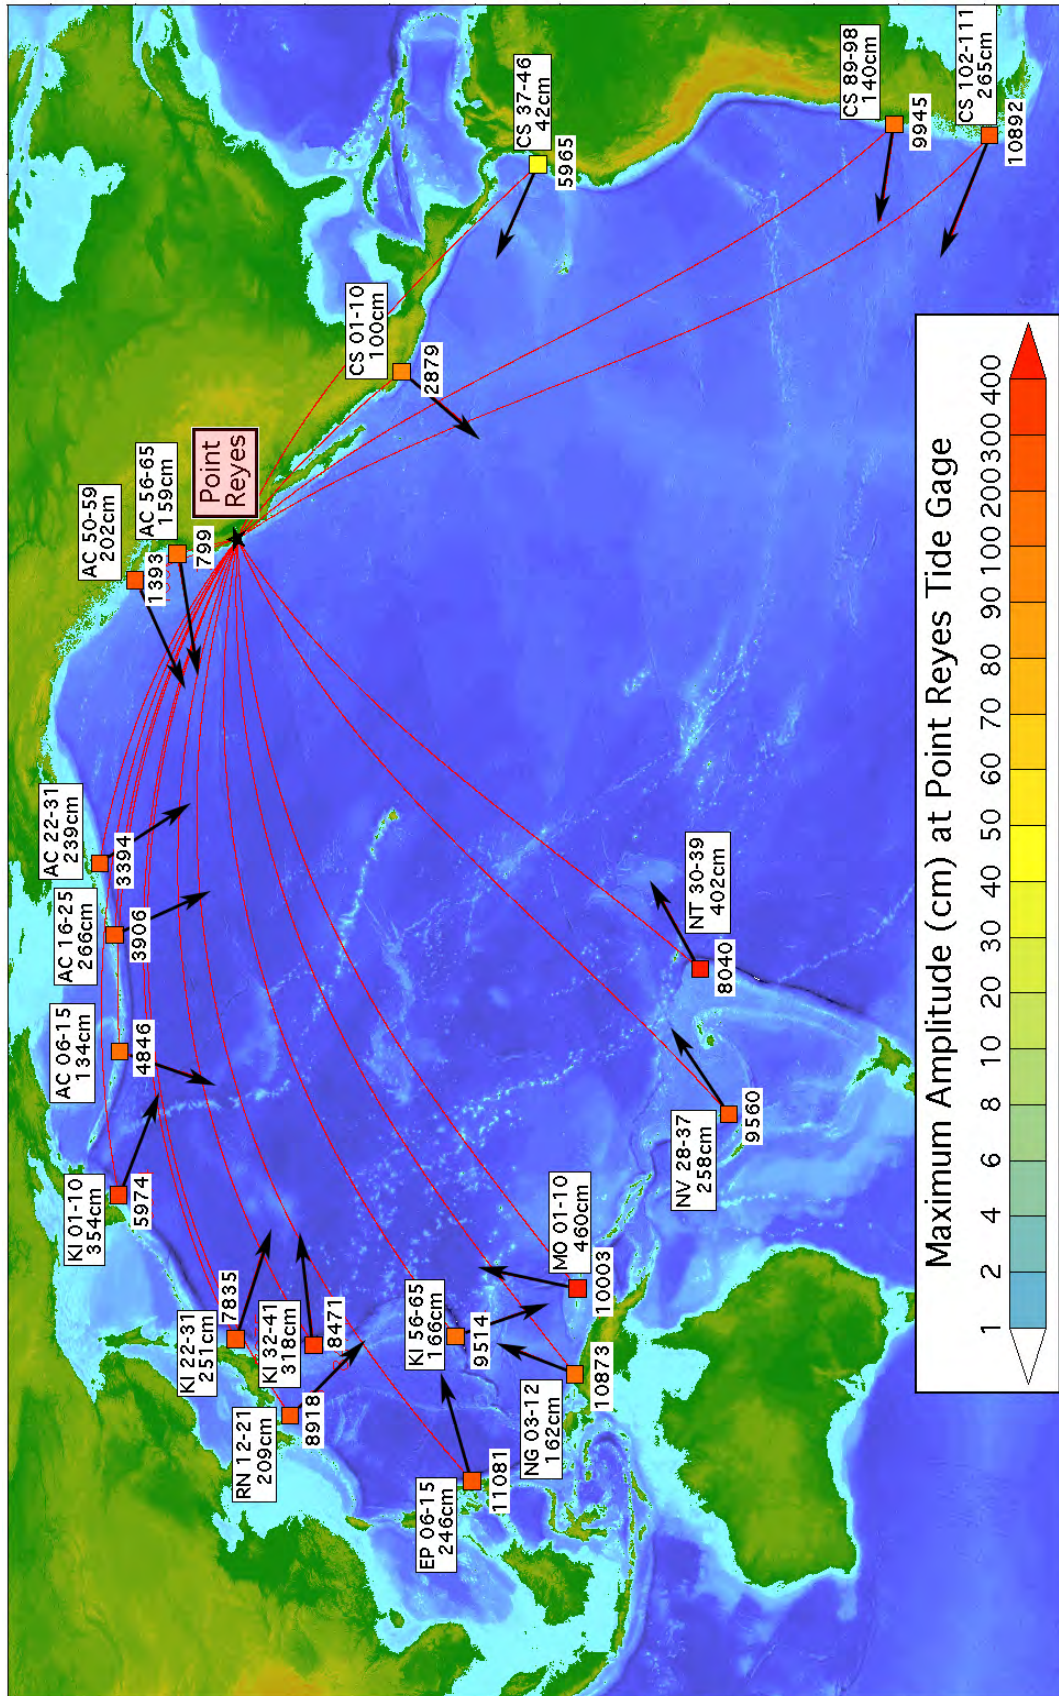 AC 50-59
202cm
1393
AC 56-65
159cm
799
Point
Reyes
CS 01-10
100cm
2879
CS 37-46
42cm
5965
CS 89-98
140cm
9945
CS 102-111
265cm
10892
AC 22-31
239cm
3394
AC 16-25
266cm
3906
AC 06-15
134cm
4846
KI 01-10
354cm
5974
KI 22-31
251cm
7835
KI 32-41
318cm
8471
RN 12-21
209cm
8918
EP 06-15
246cm
11081
KI 56-65
166cm
9514
NG 03-12
162cm
10873
MO 01-10
460cm
10003
NV 28-37
258cm
9560
NT 30-39
402cm
8040
Maximum Amplitude (cm) at Point Reyes Tide Gage
1 2 4 6 8 10 20 30 40 50 60 70 80 90 100 200 300 400